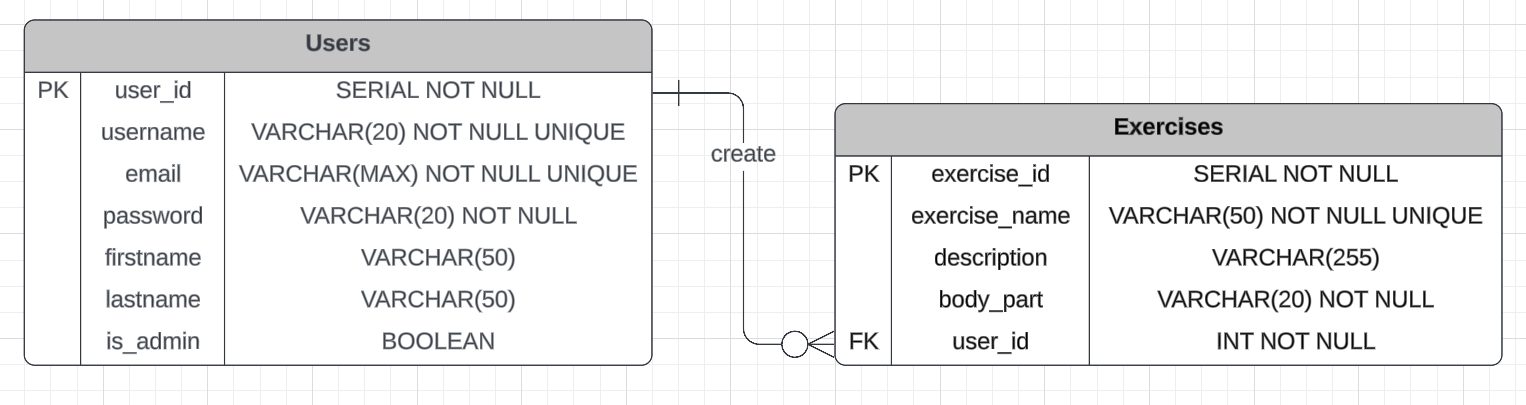 Users
PK user_id SERIAL NOT NULL
username VARCHAR(20) NOT NULL UNIQUE
email VARCHAR(MAX) NOT NULL UNIQUE
password VARCHAR(20) NOT NULL
firstname VARCHAR(50)
lastname VARCHAR(50)
is_admin BOOLEAN
create
Exercises
PK exercise_id SERIAL NOT NULL
exercise_name VARCHAR(50) NOT NULL UNIQUE
description VARCHAR(255)
body_part VARCHAR(20) NOT NULL
FK user_id INT NOT NULL